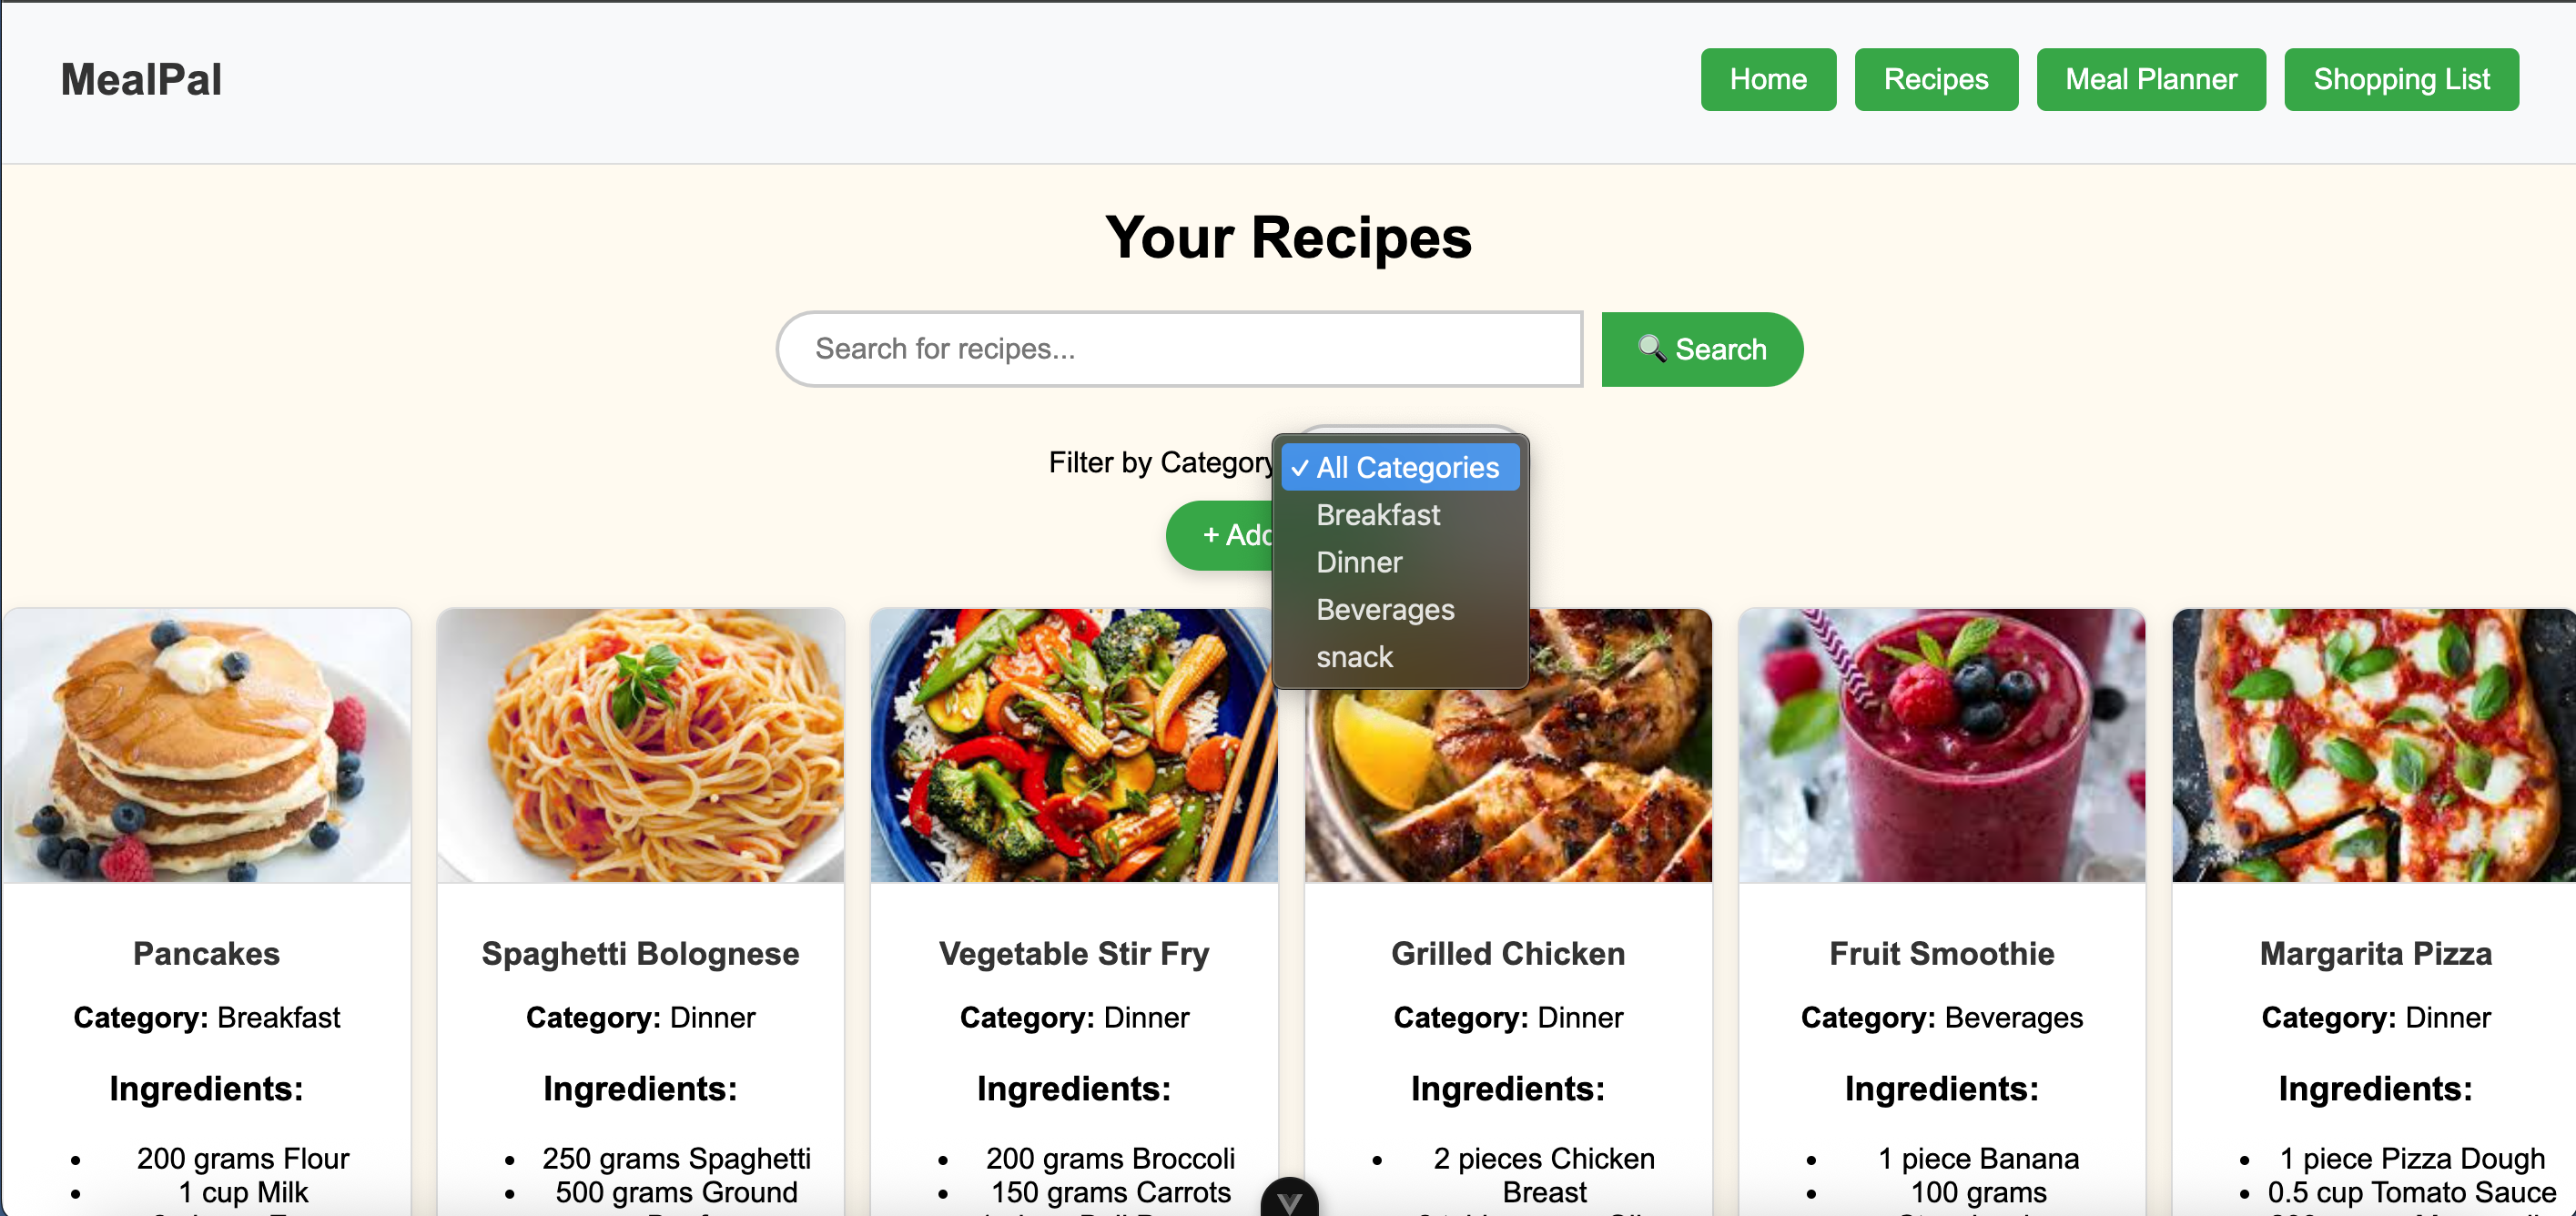 MealPal
Home
Recipes
Meal Planner
Shopping List
Your Recipes
Search for recipes...
🔍 Search
Filter by Category
✓ All Categories
Breakfast
Dinner
Beverages
snack
+ Add
Pancakes
Category: Breakfast
Ingredients:
• 200 grams Flour
• 1 cup Milk
Spaghetti Bolognese
Category: Dinner
Ingredients:
• 250 grams Spaghetti
• 500 grams Ground
Vegetable Stir Fry
Category: Dinner
Ingredients:
• 200 grams Broccoli
• 150 grams Carrots
Grilled Chicken
Category: Dinner
Ingredients:
• 2 pieces Chicken
Breast
Fruit Smoothie
Category: Beverages
Ingredients:
• 1 piece Banana
• 100 grams
Margarita Pizza
Category: Dinner
Ingredients:
• 1 piece Pizza Dough
• 0.5 cup Tomato Sauce